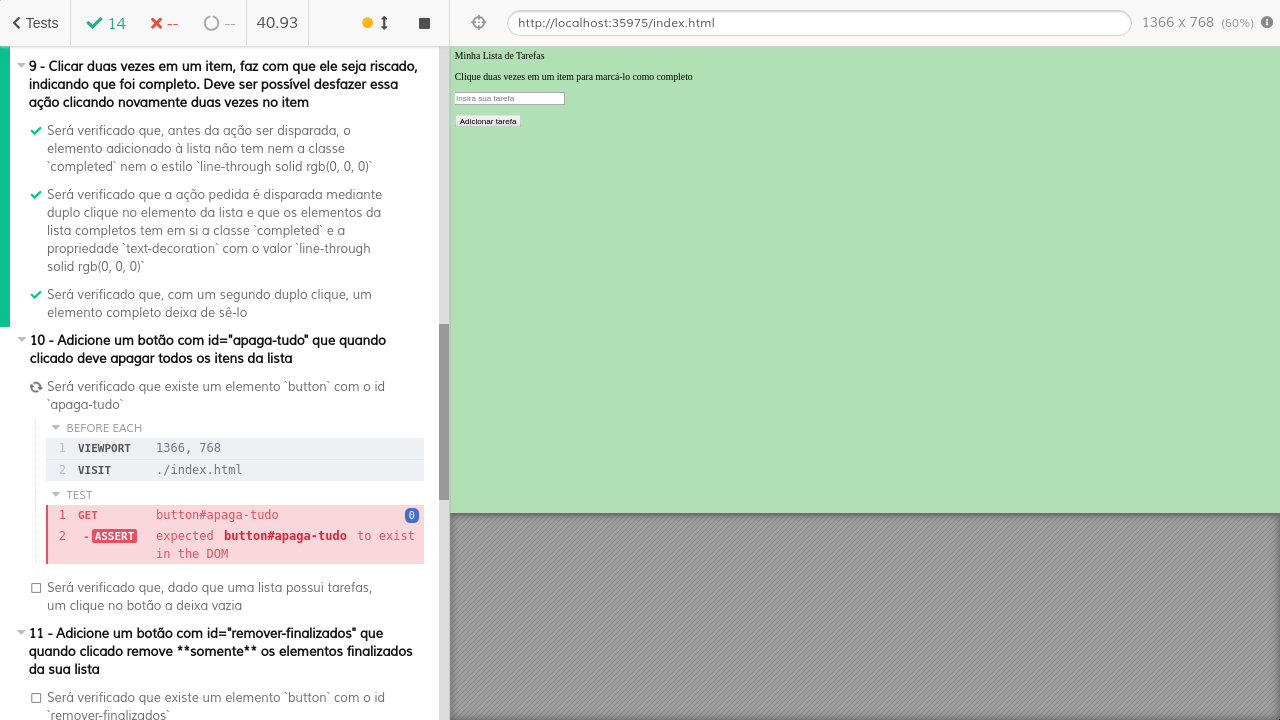 Tests 14 -- -- 40.93 http://localhost:35975/index.html 1366 x 768 (60%)
9 - Clicar duas vezes em um item, faz com que ele seja riscado,
indicando que foi completo. Deve ser possível desfazer essa
ação clicando novamente duas vezes no item
Será verificado que, antes da ação ser disparada, o
elemento adicionado à lista não tem nem a classe
`completed` nem o estilo `line-through solid rgb(0, 0, 0)`
Será verificado que a ação pedida é disparada mediante
duplo clique no elemento da lista e que os elementos da
lista completos tem em si a classe `completed` e a
propriedade `text-decoration` com o valor `line-through
solid rgb(0, 0, 0)`
Será verificado que, com um segundo duplo clique, um
elemento completo deixa de sê-lo
10 - Adicione um botão com id="apaga-tudo" que quando
clicado deve apagar todos os itens da lista
Será verificado que existe um elemento `button` com o id
`apaga-tudo`
BEFORE EACH
1 VIEWPORT 1366, 768
2 VISIT ./index.html
TEST
1 GET button#apaga-tudo 0
2 -ASSERT expected button#apaga-tudo to exist
in the DOM
Será verificado que, dado que uma lista possui tarefas,
um clique no botão a deixa vazia
11 - Adicione um botão com id="remover-finalizados" que
quando clicado remove **somente** os elementos finalizados
da sua lista
Será verificado que existe um elemento `button` com o id
`remover-finalizados`
Minha Lista de Tarefas
Clique duas vezes em um item para marcá-lo como completo
Insira sua tarefa
Adicionar tarefa